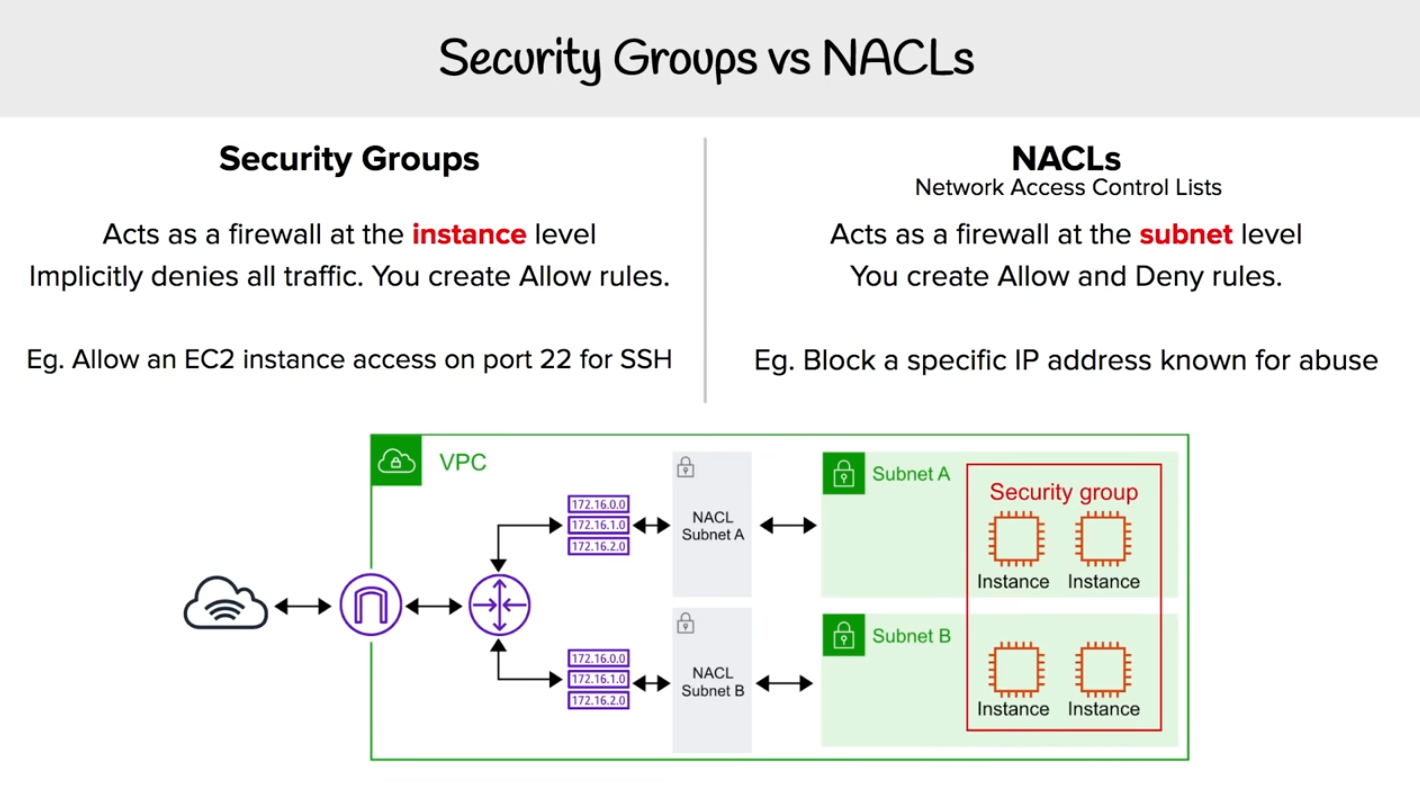 Security Groups vs NACLs
Security Groups
Acts as a firewall at the instance level
Implicitly denies all traffic. You create Allow rules.
Eg. Allow an EC2 instance access on port 22 for SSH
NACLs
Network Access Control Lists
Acts as a firewall at the subnet level
You create Allow and Deny rules.
Eg. Block a specific IP address known for abuse
VPC
172.16.0.0
172.16.1.0
172.16.2.0
NACL
Subnet A
Subnet A
Security group
Instance Instance
172.16.0.0
172.16.1.0
172.16.2.0
NACL
Subnet B
Subnet B
Instance Instance